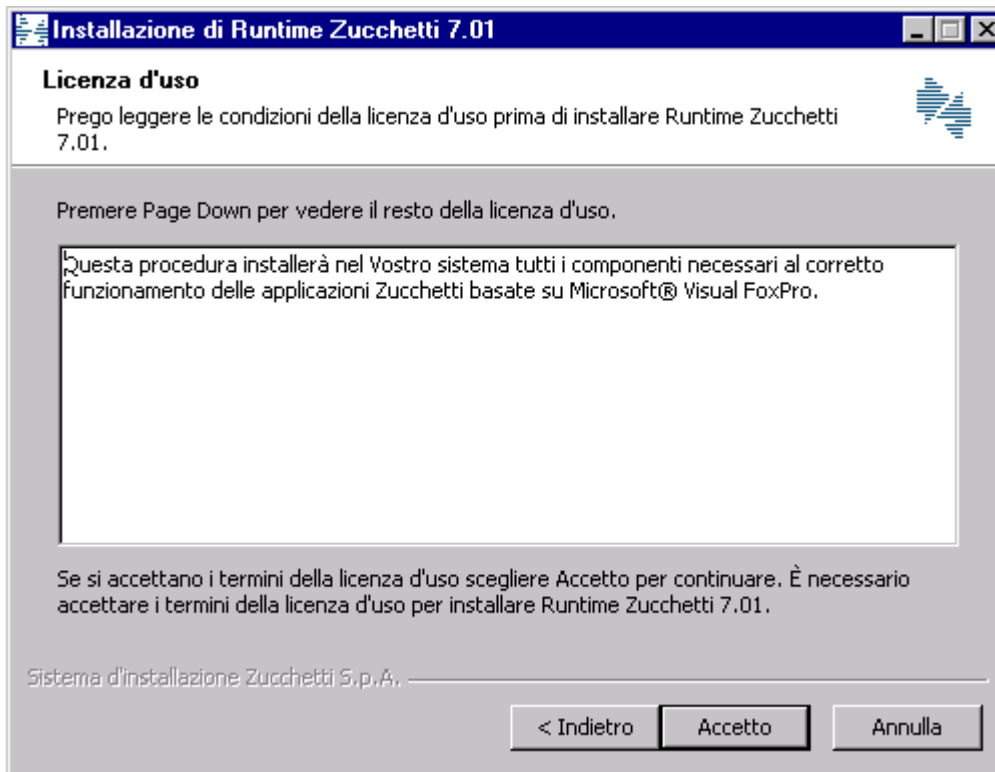 Installazione di Runtime Zucchetti 7.01
Licenza d'uso
Prego leggere le condizioni della licenza d'uso prima di installare Runtime Zucchetti
7.01.
Premere Page Down per vedere il resto della licenza d'uso.
Questa procedura installerà nel Vostro sistema tutti i componenti necessari al corretto
funzionamento delle applicazioni Zucchetti basate su Microsoft® Visual FoxPro.
Se si accettano i termini della licenza d'uso scegliere Accetto per continuare. È necessario
accettare i termini della licenza d'uso per installare Runtime Zucchetti 7.01.
Sistema d'installazione Zucchetti S.p.A.
< Indietro Accetto Annulla